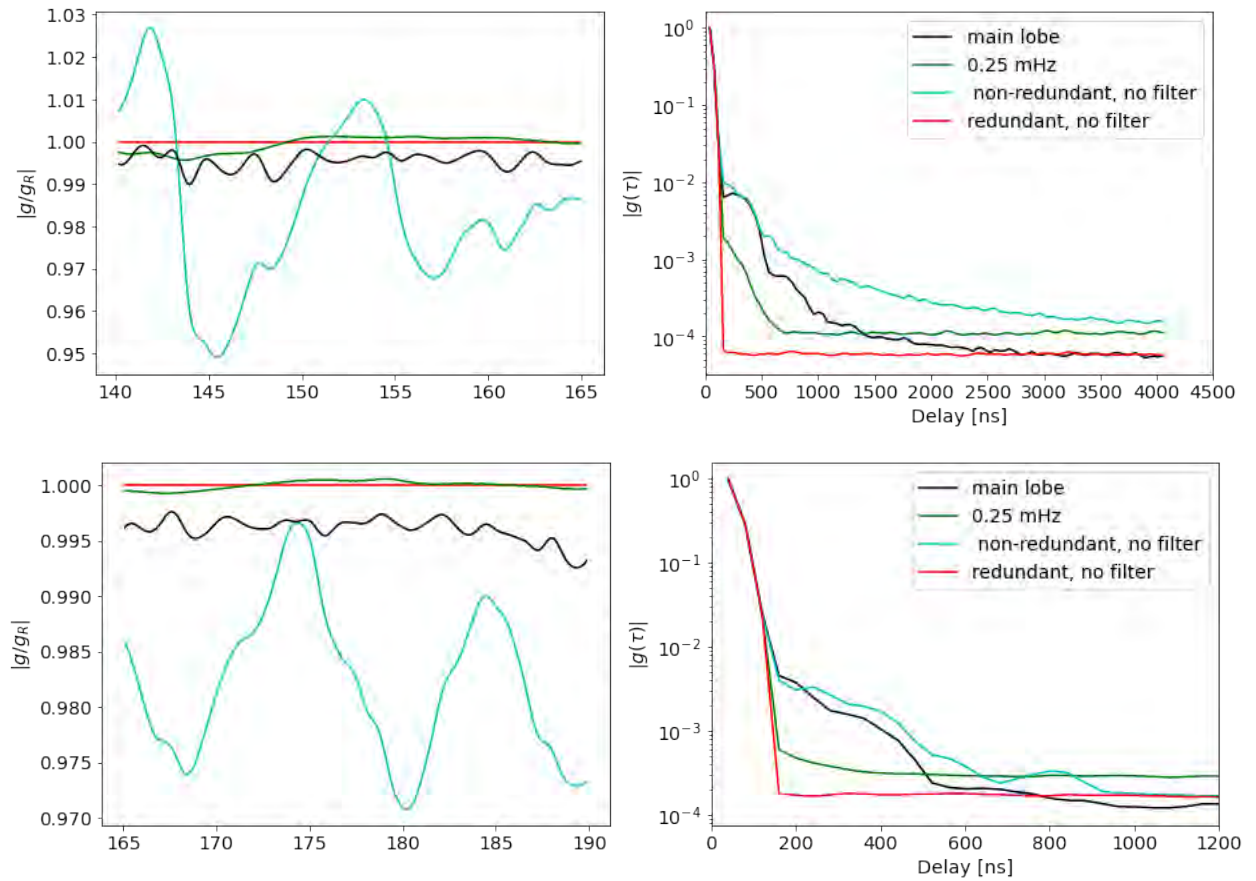 1.03
1.02
1.01
1.00
0.99
0.98
0.97
0.96
0.95
|g/g_R|
140 145 150 155 160 165
10^0
10^-1
10^-2
10^-3
10^-4
|g(τ)|
main lobe
0.25 mHz
non-redundant, no filter
redundant, no filter
0 500 1000 1500 2000 2500 3000 3500 4000 4500
Delay [ns]
1.000
0.995
0.990
0.985
0.980
0.975
0.970
|g/g_R|
165 170 175 180 185 190
10^0
10^-1
10^-2
10^-3
10^-4
|g(τ)|
main lobe
0.25 mHz
non-redundant, no filter
redundant, no filter
0 200 400 600 800 1000 1200
Delay [ns]